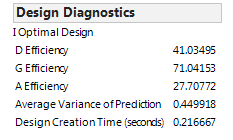 Design Diagnostics
I Optimal Design
D Efficiency 41.03495
G Efficiency 71.04153
A Efficiency 27.70772
Average Variance of Prediction 0.449918
Design Creation Time (seconds) 0.216667